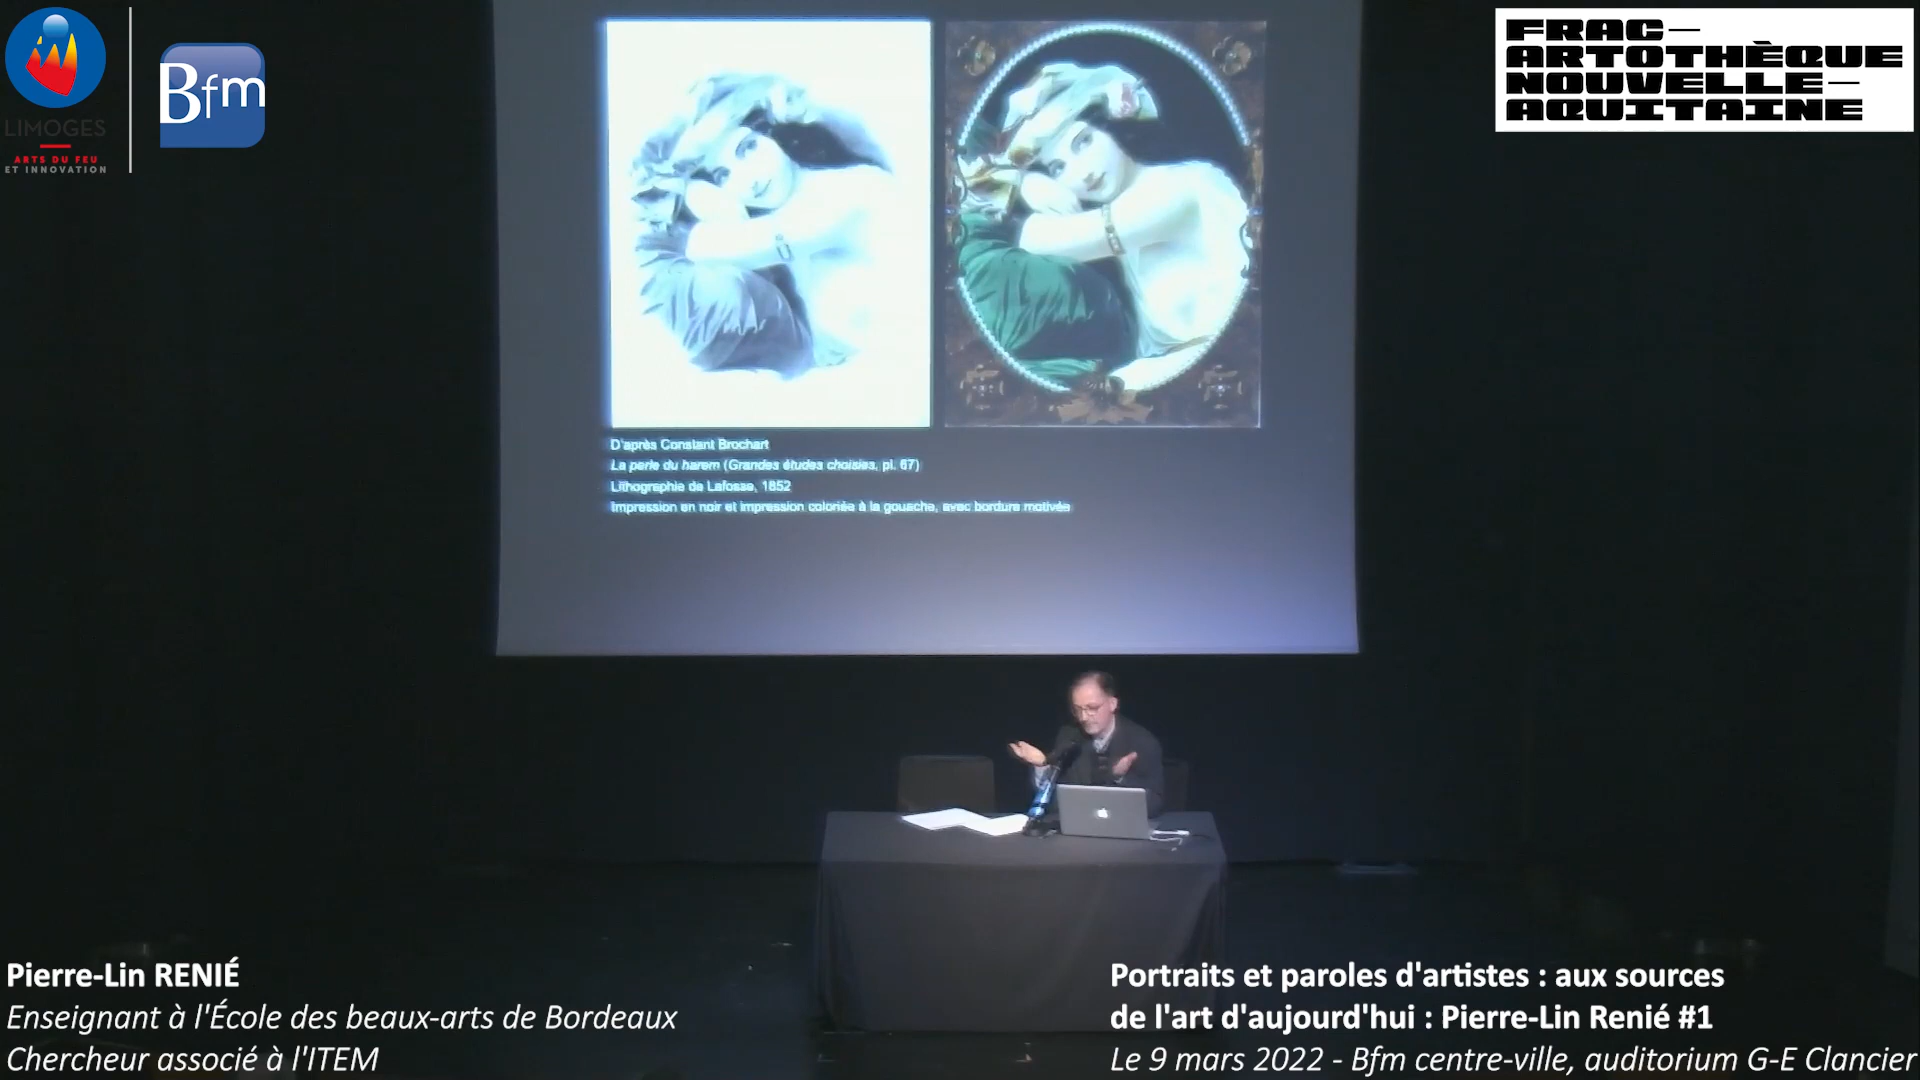 LIMOGES
ARTS DU FEU
ET INNOVATION
Bfm
FRAC—
ARTOTHÈQUE
NOUVELLE—
AQUITAINE
D'après Constant Brochart
La perle du harem (Grandes études choisies, pl. 67)
Lithographie de Lafosse, 1852
Impression en noir et impression coloriée à la gouache, avec bordure motivée
Pierre-Lin RENIÉ
Enseignant à l'École des beaux-arts de Bordeaux
Chercheur associé à l'ITEM
Portraits et paroles d'artistes : aux sources
de l'art d'aujourd'hui : Pierre-Lin Renié #1
Le 9 mars 2022 - Bfm centre-ville, auditorium G-E Clancier